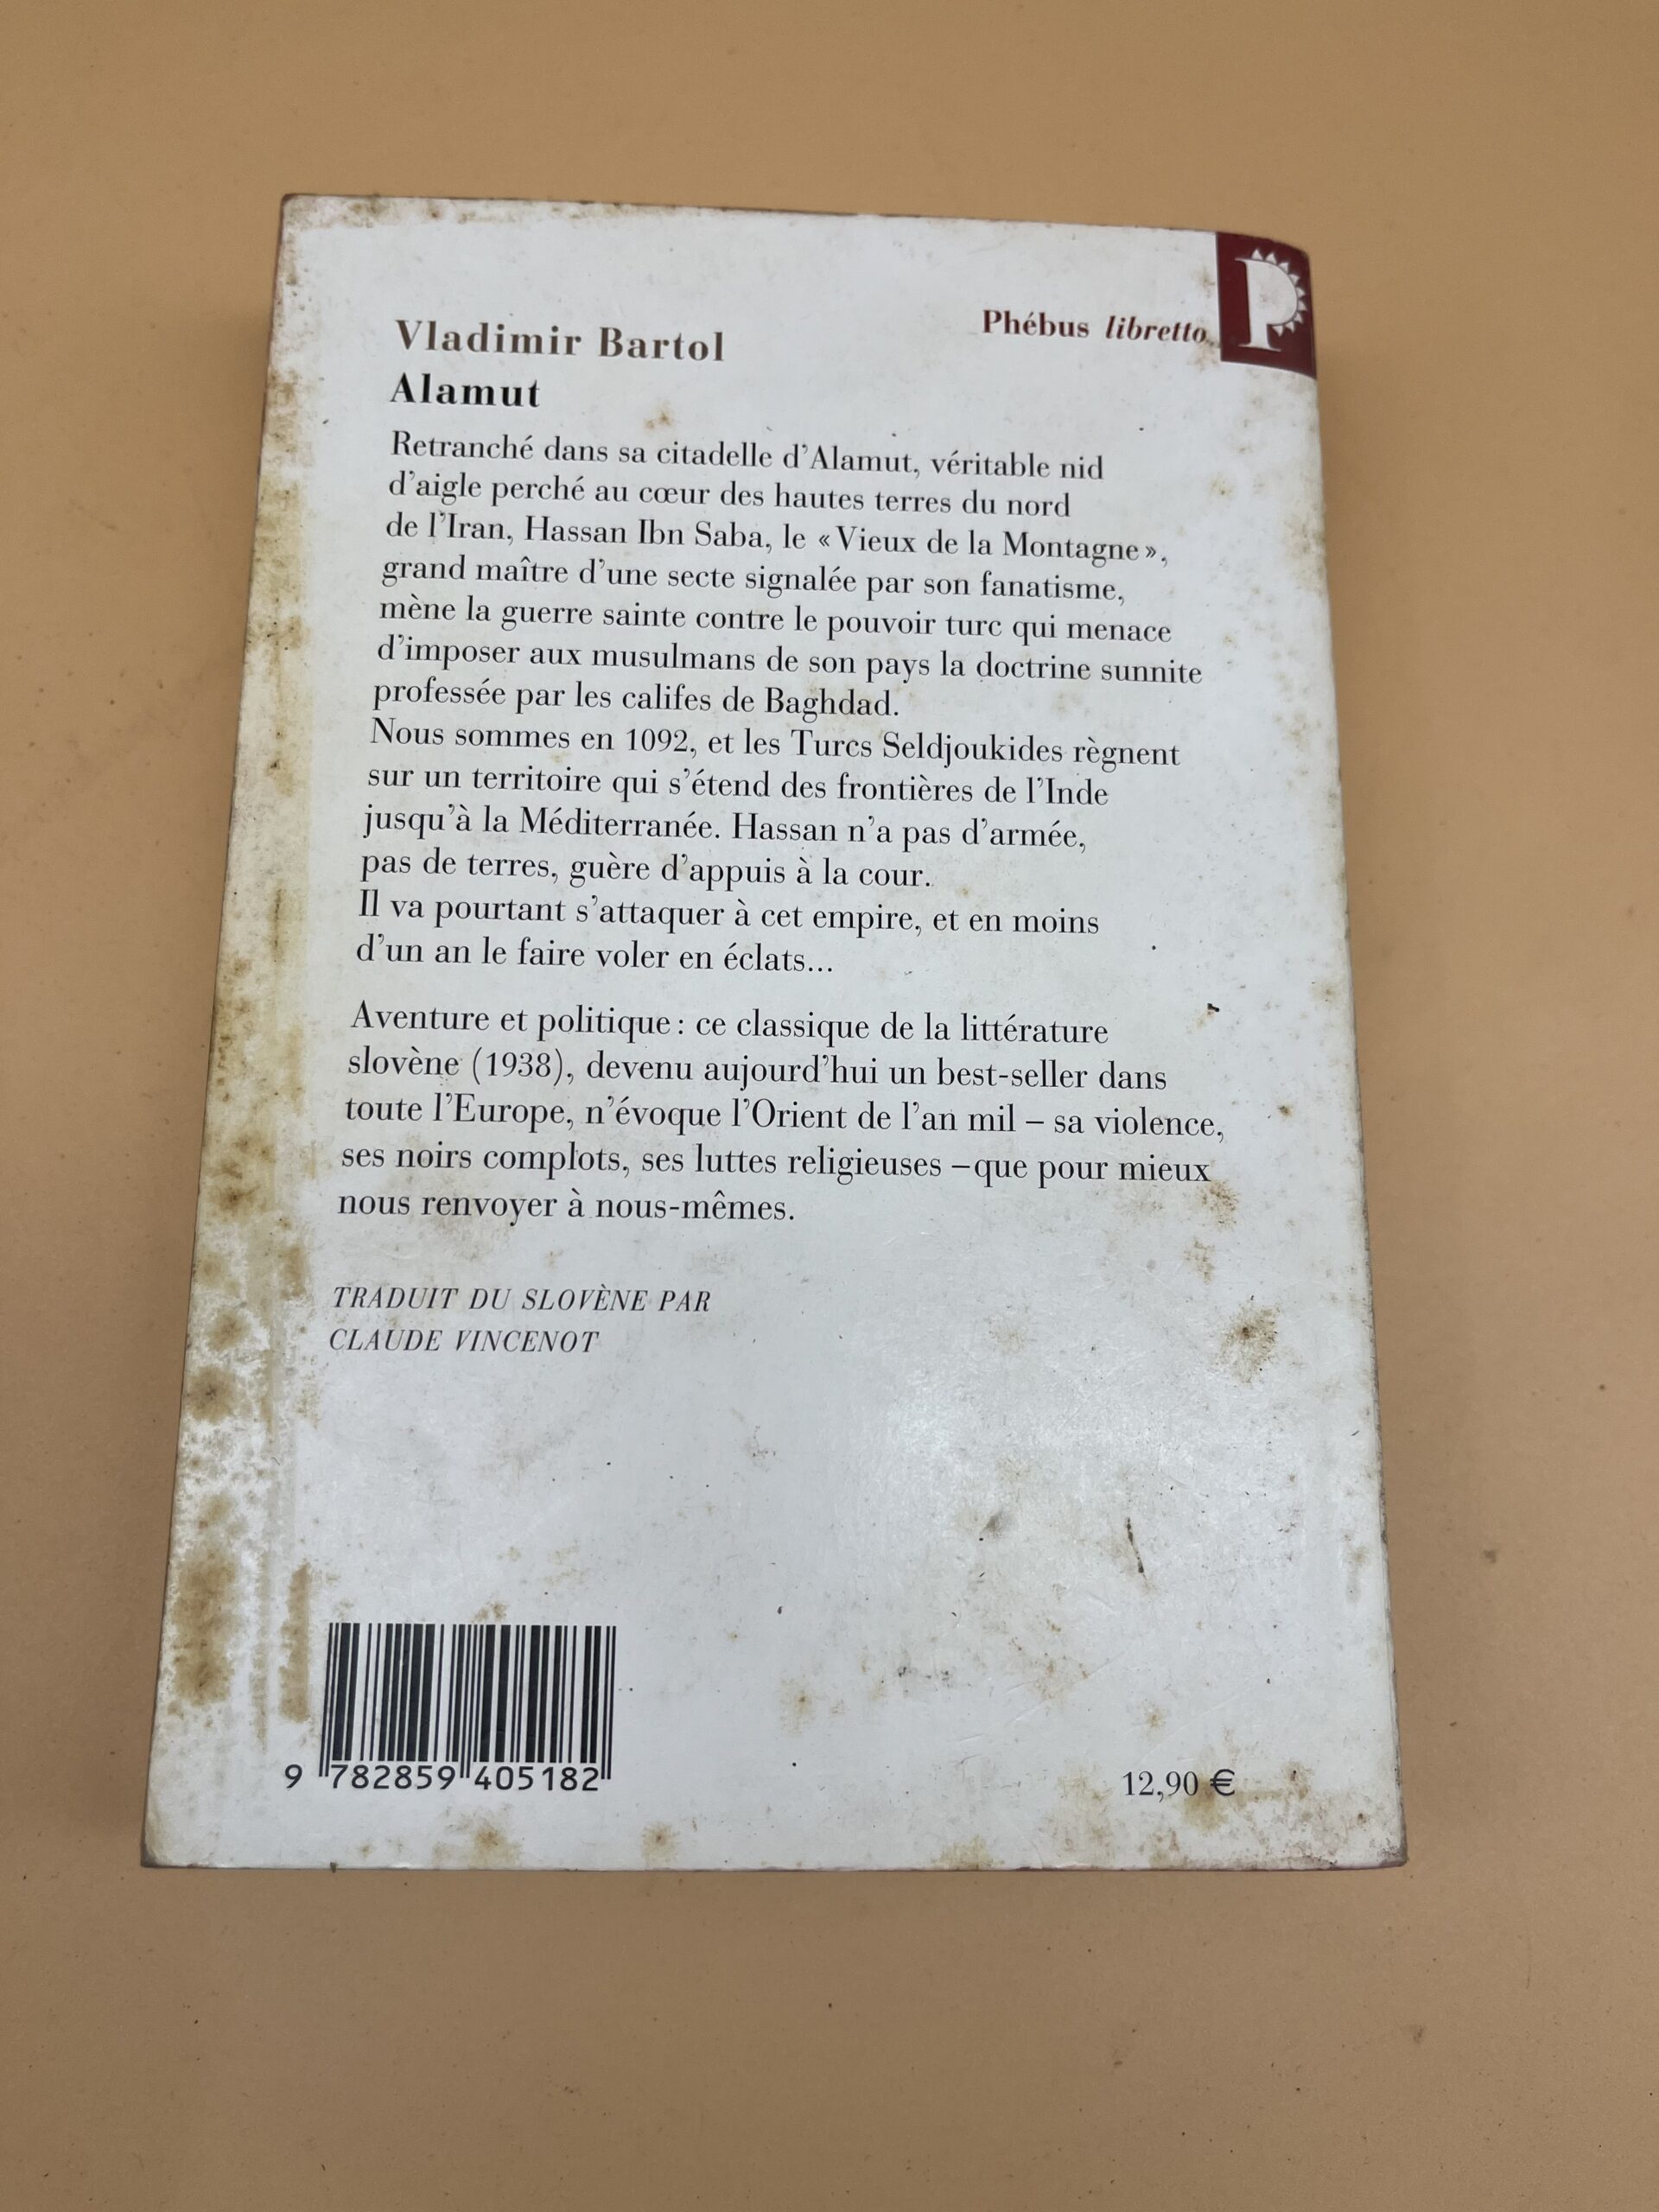 Vladimir Bartol
Alamut
Phébus libretto
P
Retranché dans sa citadelle d'Alamut, véritable nid
d'aigle perché au cœur des hautes terres du nord
de l'Iran, Hassan Ibn Saba, le « Vieux de la Montagne »,
grand maître d'une secte signalée par son fanatisme,
mène la guerre sainte contre le pouvoir turc qui menace
d'imposer aux musulmans de son pays la doctrine sunnite
professée par les califes de Baghdad.
Nous sommes en 1092, et les Turcs Seldjoukides règnent
sur un territoire qui s'étend des frontières de l'Inde
jusqu'à la Méditerranée. Hassan n'a pas d'armée,
pas de terres, guère d'appuis à la cour.
Il va pourtant s'attaquer à cet empire, et en moins
d'un an le faire voler en éclats...
Aventure et politique : ce classique de la littérature
slovène (1938), devenu aujourd'hui un best-seller dans
toute l'Europe, n'évoque l'Orient de l'an mil – sa violence,
ses noirs complots, ses luttes religieuses –que pour mieux
nous renvoyer à nous-mêmes.
TRADUIT DU SLOVÈNE PAR
CLAUDE VINCENOT
9 782859 405182
12,90 €